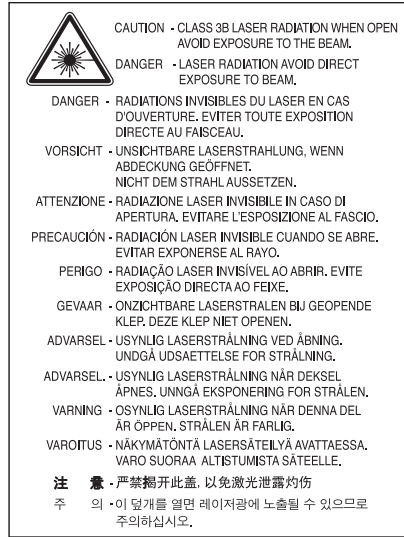 CAUTION - CLASS 3B LASER RADIATION WHEN OPEN
AVOID EXPOSURE TO THE BEAM.
DANGER - LASER RADIATION AVOID DIRECT
EXPOSURE TO BEAM.
DANGER - RADIATIONS INVISIBLES DU LASER EN CAS
D'OUVERTURE. EVITER TOUTE EXPOSITION
DIRECTE AU FAISCEAU.
VORSICHT - UNSICHTBARE LASERSTRAHLUNG, WENN
ABDECKUNG GEÖFFNET.
NICHT DEM STRAHL AUSSETZEN.
ATTENZIONE - RADIAZIONE LASER INVISIBILE IN CASO DI
APERTURA. EVITARE L'ESPOSIZIONE AL FASCIO.
PRECAUCIÓN - RADIACIÓN LASER INVISIBLE CUANDO SE ABRE.
EVITAR EXPONERSE AL RAYO.
PERIGO - RADIAÇÃO LASER INVISÍVEL AO ABRIR. EVITE
EXPOSIÇÃO DIRECTA AO FEIXE.
GEVAAR - ONZICHTBARE LASERSTRALEN BIJ GEOPENDE
KLEP. DEZE KLEP NIET OPENEN.
ADVARSEL - USYNLIG LASERSTRÅLNING VED ÅBNING.
UNDGÅ UDSAETTELSE FOR STRÅLNING.
ADVARSEL. - USYNLIG LASERSTRÅLNING NÅR DEKSEL
ÅPNES. UNNGÅ EKSPONERING FOR STRÅLEN.
VARNING - OSYNLIG LASERSTRÅLNING NÄR DENNA DEL
ÄR ÖPPEN. STRÅLEN ÄR FARLIG.
VAROITUS - NÄKYMÄTÖNTÄ LASERSÄTEILYÄ AVATTAESSA.
VARO SUORAA ALTISTUMISTA SÄTEELLE.
注 意 - 严禁揭开此盖, 以免激光泄露灼伤
주 의 - 이 덮개를 열면 레이저광에 노출될 수 있으므로
주의하십시오.